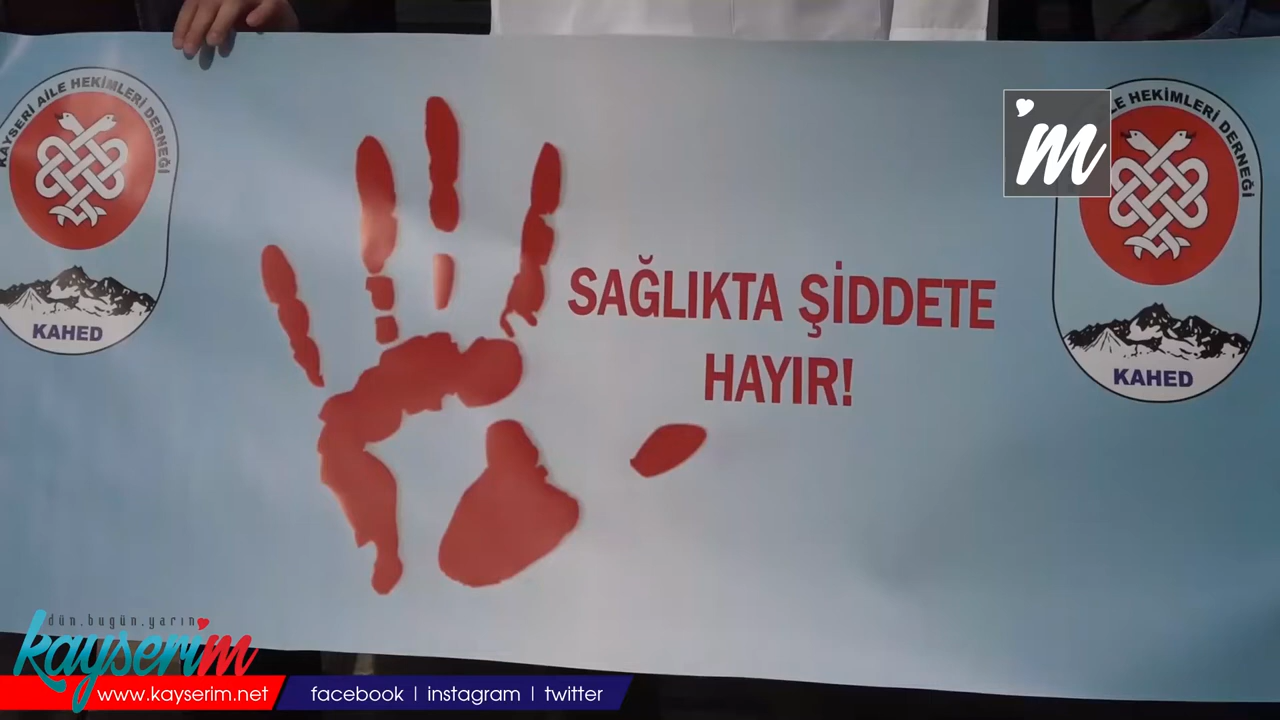 KAYSERİ AİLE HEKİMLERİ DERNEĞİ
KAHED
SAĞLIKTA ŞİDDETE
HAYIR!
'm
HEKİMLERİ DERNEĞİ
KAHED
dün.bugün.yarın
kayserim
www.kayserim.net
facebook | instagram | twitter